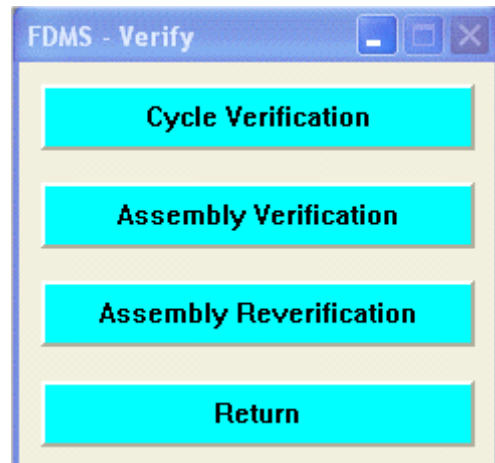 FDMS - Verify
Cycle Verification
Assembly Verification
Assembly Reverification
Return